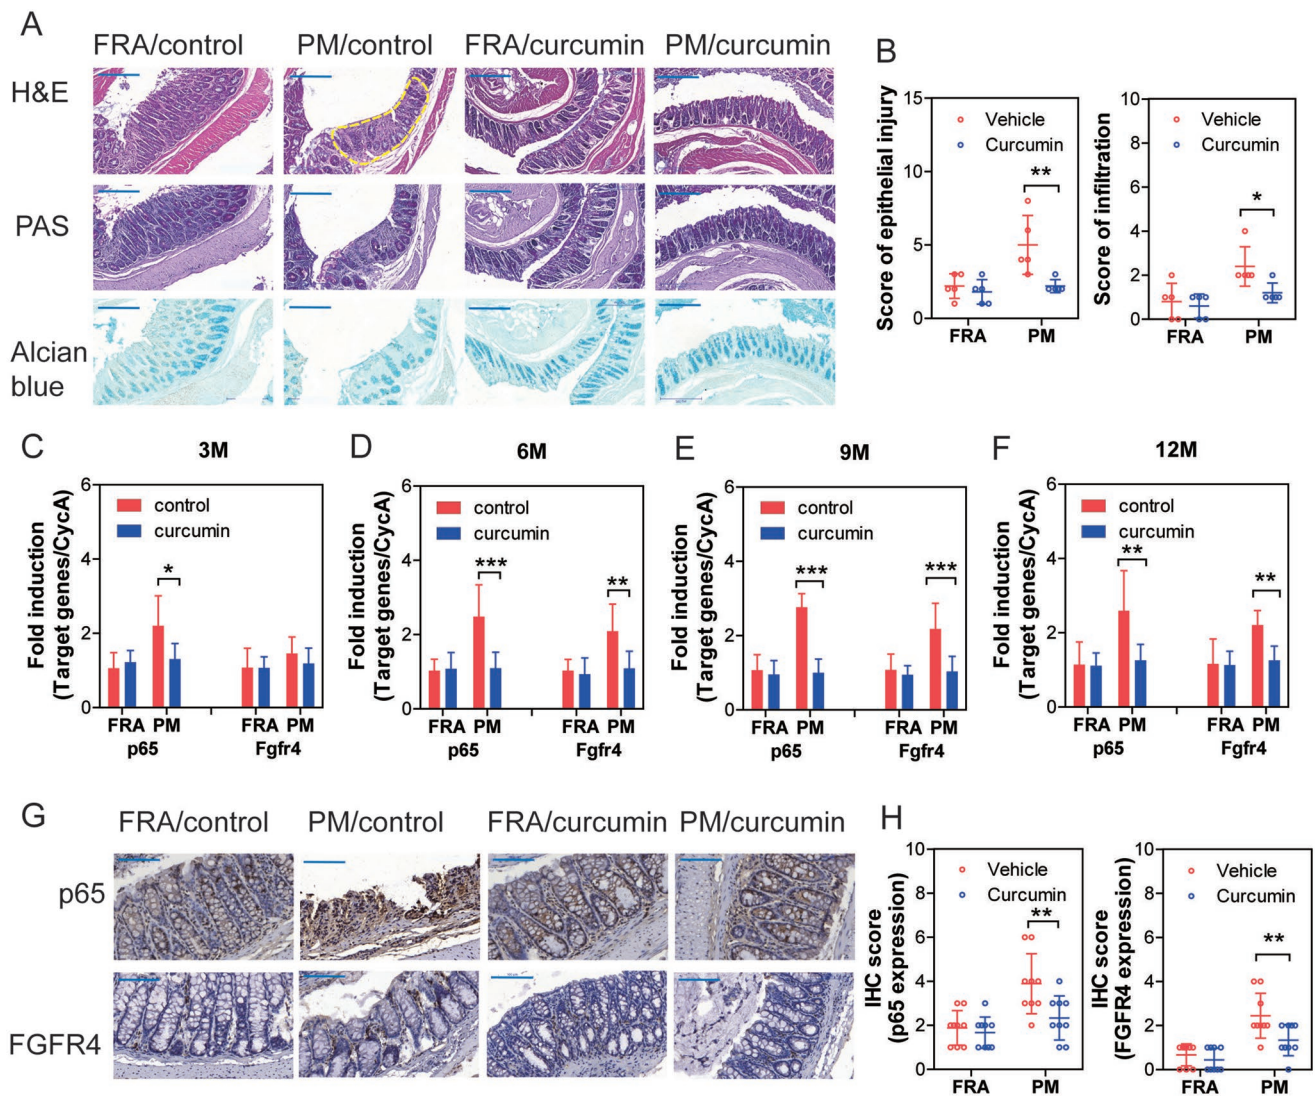 A
FRA/control PM/control FRA/curcumin PM/curcumin
H&E
PAS
Alcian
blue
B
Score of epithelial injury
15
10
5
0
Vehicle
Curcumin
**
FRA PM
Score of infiltration
10
8
6
4
2
0
Vehicle
Curcumin
*
FRA PM
C 3M
Fold induction
(Target genes/CycA)
6
4
2
0
control
curcumin
*
FRA PM FRA PM
p65 Fgfr4
D 6M
Fold induction
(Target genes/CycA)
6
4
2
0
control
curcumin
***
**
FRA PM FRA PM
p65 Fgfr4
E 9M
Fold induction
(Target genes/CycA)
6
4
2
0
control
curcumin
***
***
FRA PM FRA PM
p65 Fgfr4
F 12M
Fold induction
(Target genes/CycA)
6
4
2
0
control
curcumin
**
**
FRA PM FRA PM
p65 Fgfr4
G
FRA/control PM/control FRA/curcumin PM/curcumin
p65
FGFR4
H
IHC score
(p65 expression)
10
8
6
4
2
0
Vehicle
Curcumin
**
FRA PM
IHC score
(FGFR4 expression)
10
8
6
4
2
0
Vehicle
Curcumin
**
FRA PM